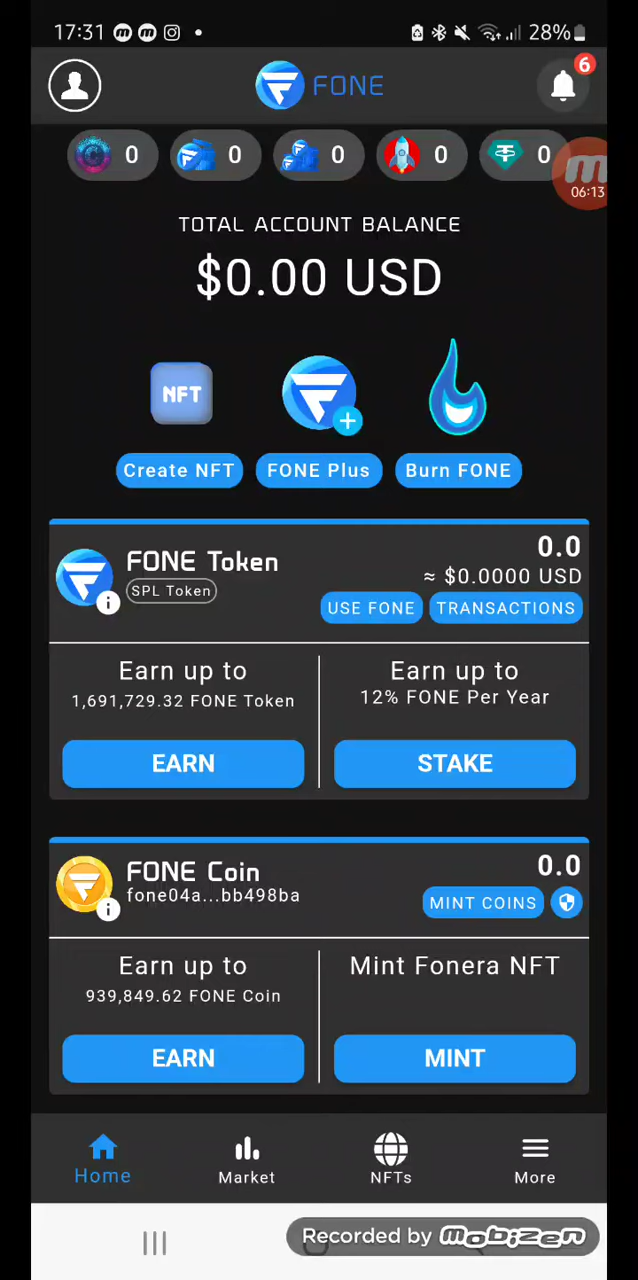 17:31 28%
FONE 6
0 0 0 0 0
06:13
TOTAL ACCOUNT BALANCE
$0.00 USD
NFT
Create NFT FONE Plus Burn FONE
FONE Token 0.0
SPL Token ≈ $0.0000 USD
USE FONE TRANSACTIONS
Earn up to Earn up to
1,691,729.32 FONE Token 12% FONE Per Year
EARN STAKE
FONE Coin 0.0
fone04a...bb498ba MINT COINS
Earn up to Mint Fonera NFT
939,849.62 FONE Coin
EARN MINT
Home Market NFTs More
Recorded by mobizen